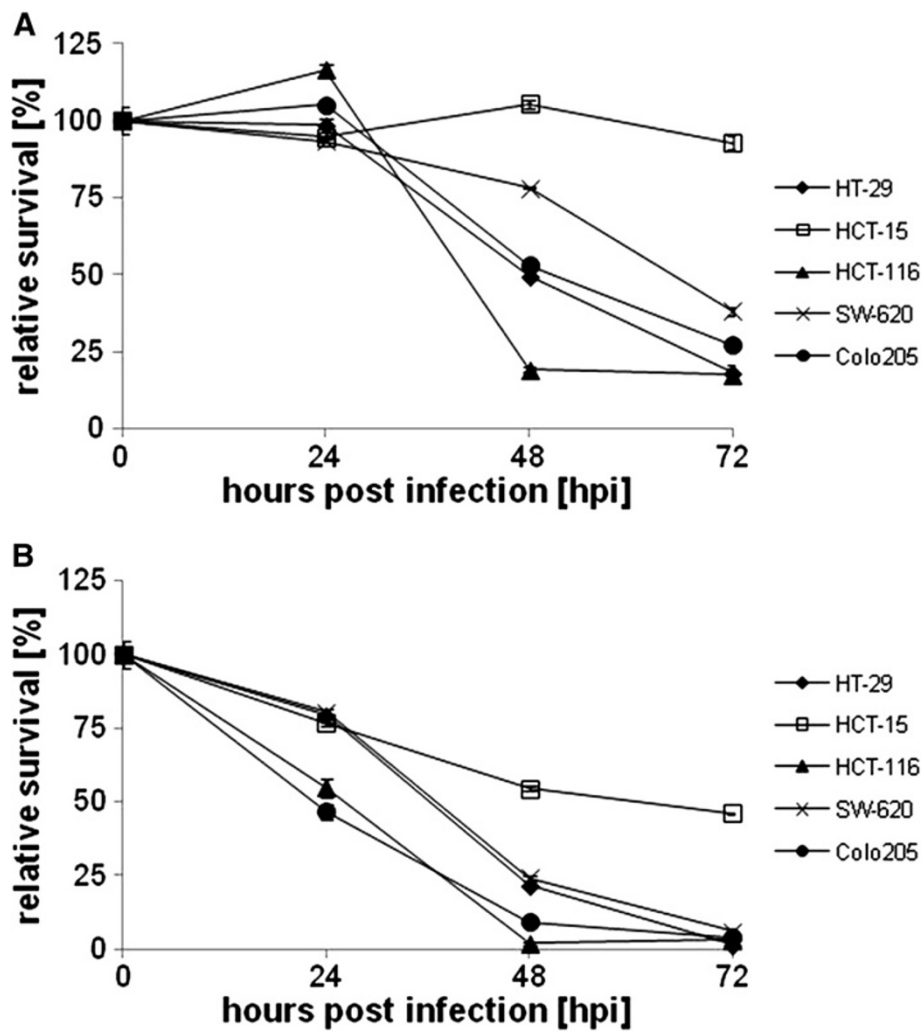 A
relative survival [%]
125
100
75
50
25
0
0 24 48 72
hours post infection [hpi]
HT-29
HCT-15
HCT-116
SW-620
Colo205
B
relative survival [%]
125
100
75
50
25
0
0 24 48 72
hours post infection [hpi]
HT-29
HCT-15
HCT-116
SW-620
Colo205